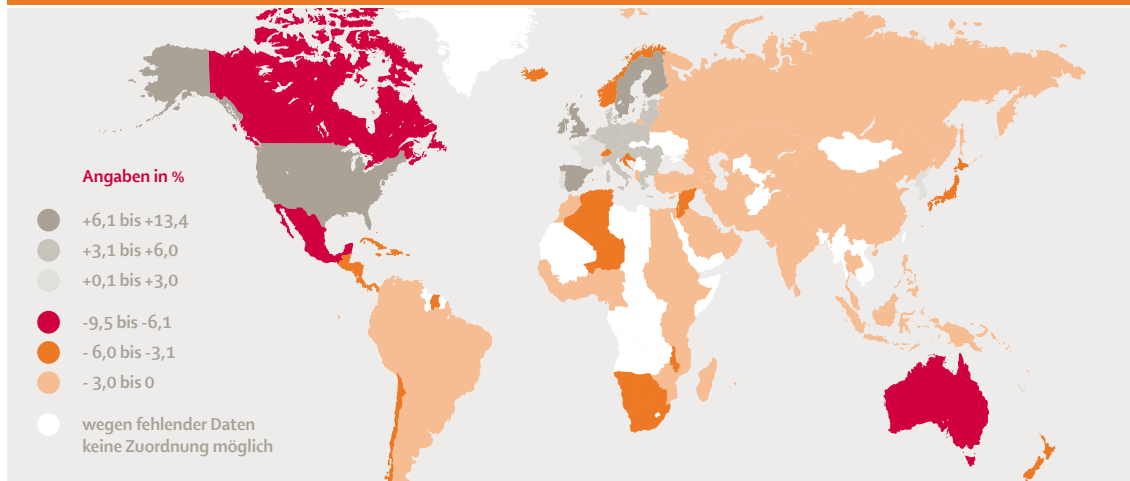 Angaben in %
+6,1 bis +13,4
+3,1 bis +6,0
+0,1 bis +3,0
-9,5 bis -6,1
- 6,0 bis -3,1
- 3,0 bis 0
wegen fehlender Daten
keine Zuordnung möglich